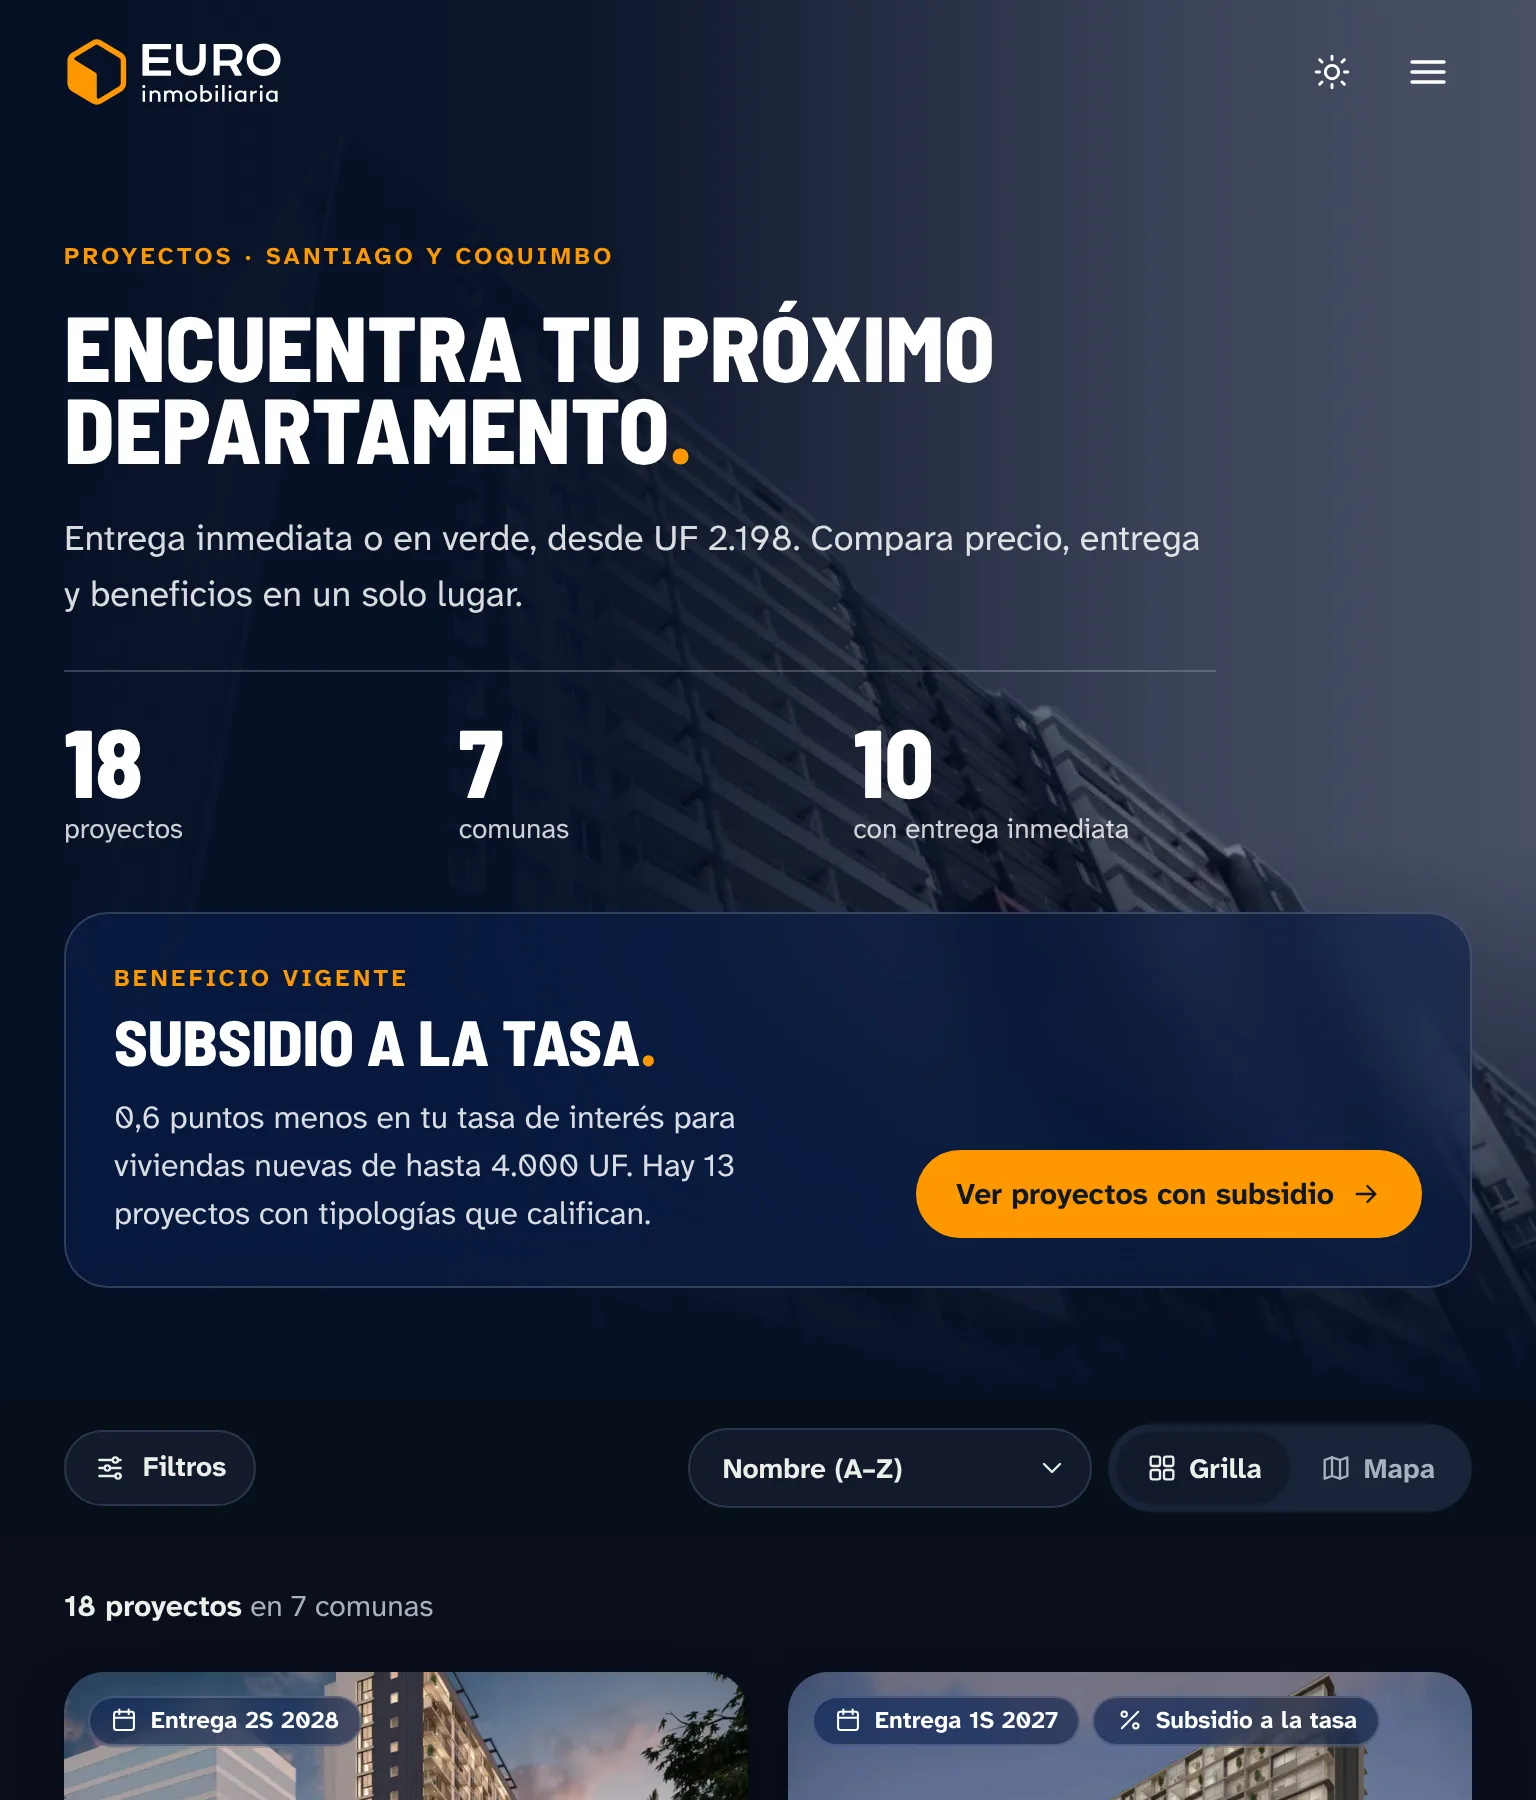 EURO
inmobiliaria
PROYECTOS · SANTIAGO Y COQUIMBO
ENCUENTRA TU PRÓXIMO
DEPARTAMENTO.
Entrega inmediata o en verde, desde UF 2.198. Compara precio, entrega
y beneficios en un solo lugar.
18
proyectos
7
comunas
10
con entrega inmediata
BENEFICIO VIGENTE
SUBSIDIO A LA TASA.
0,6 puntos menos en tu tasa de interés para
viviendas nuevas de hasta 4.000 UF. Hay 13
proyectos con tipologías que califican.
Ver proyectos con subsidio →
Filtros
Nombre (A–Z)
Grilla
Mapa
18 proyectos en 7 comunas
Entrega 2S 2028
Entrega 1S 2027
Subsidio a la tasa